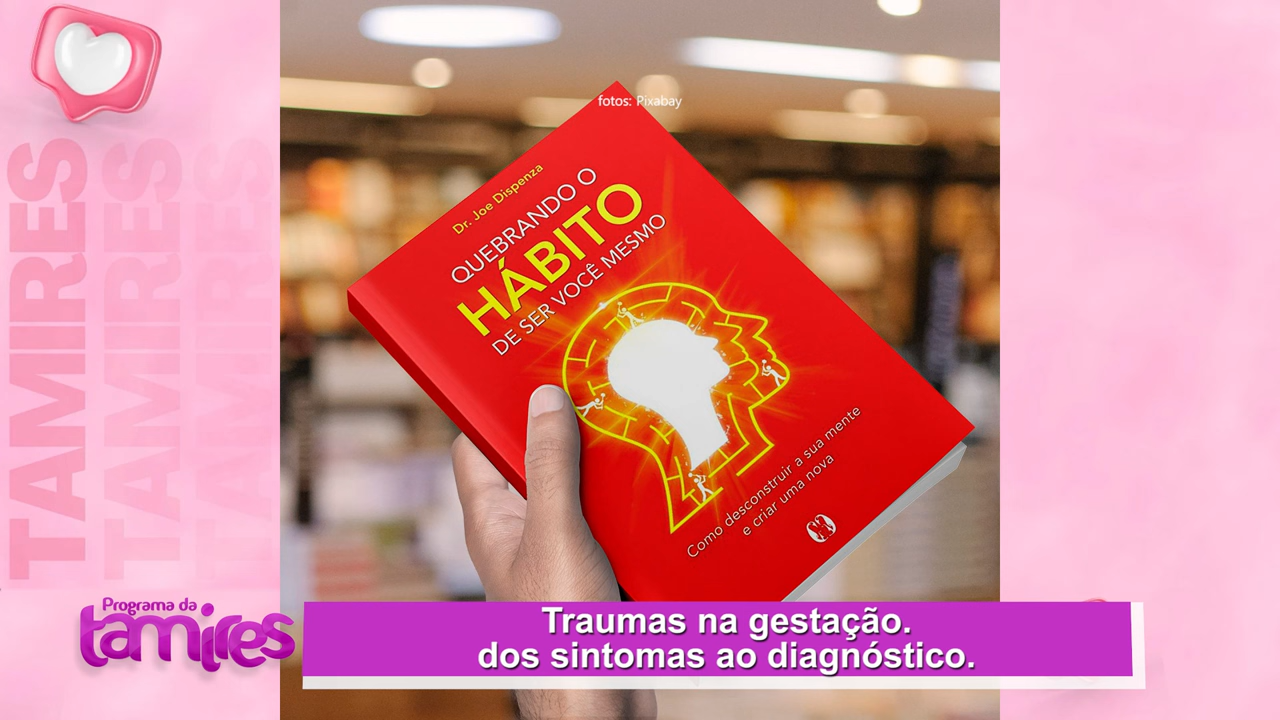 fotos: Pixabay
Dr. Joe Dispenza
QUEBRANDO O
HÁBITO
DE SER VOCÊ MESMO
Como desconstruir a sua mente
e criar uma nova
TAMIRES
TAMIRES
TAMIRES
Programa da
tamires
Traumas na gestação.
dos sintomas ao diagnóstico.